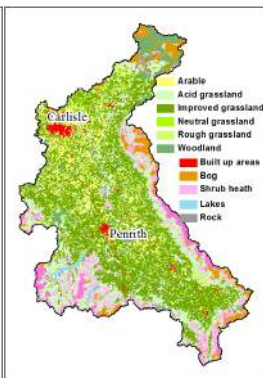 Arable
Acid grassland
Improved grassland
Neutral grassland
Rough grassland
Woodland
Built up areas
Bog
Shrub heath
Lakes
Rock
Carlisle
Penrith